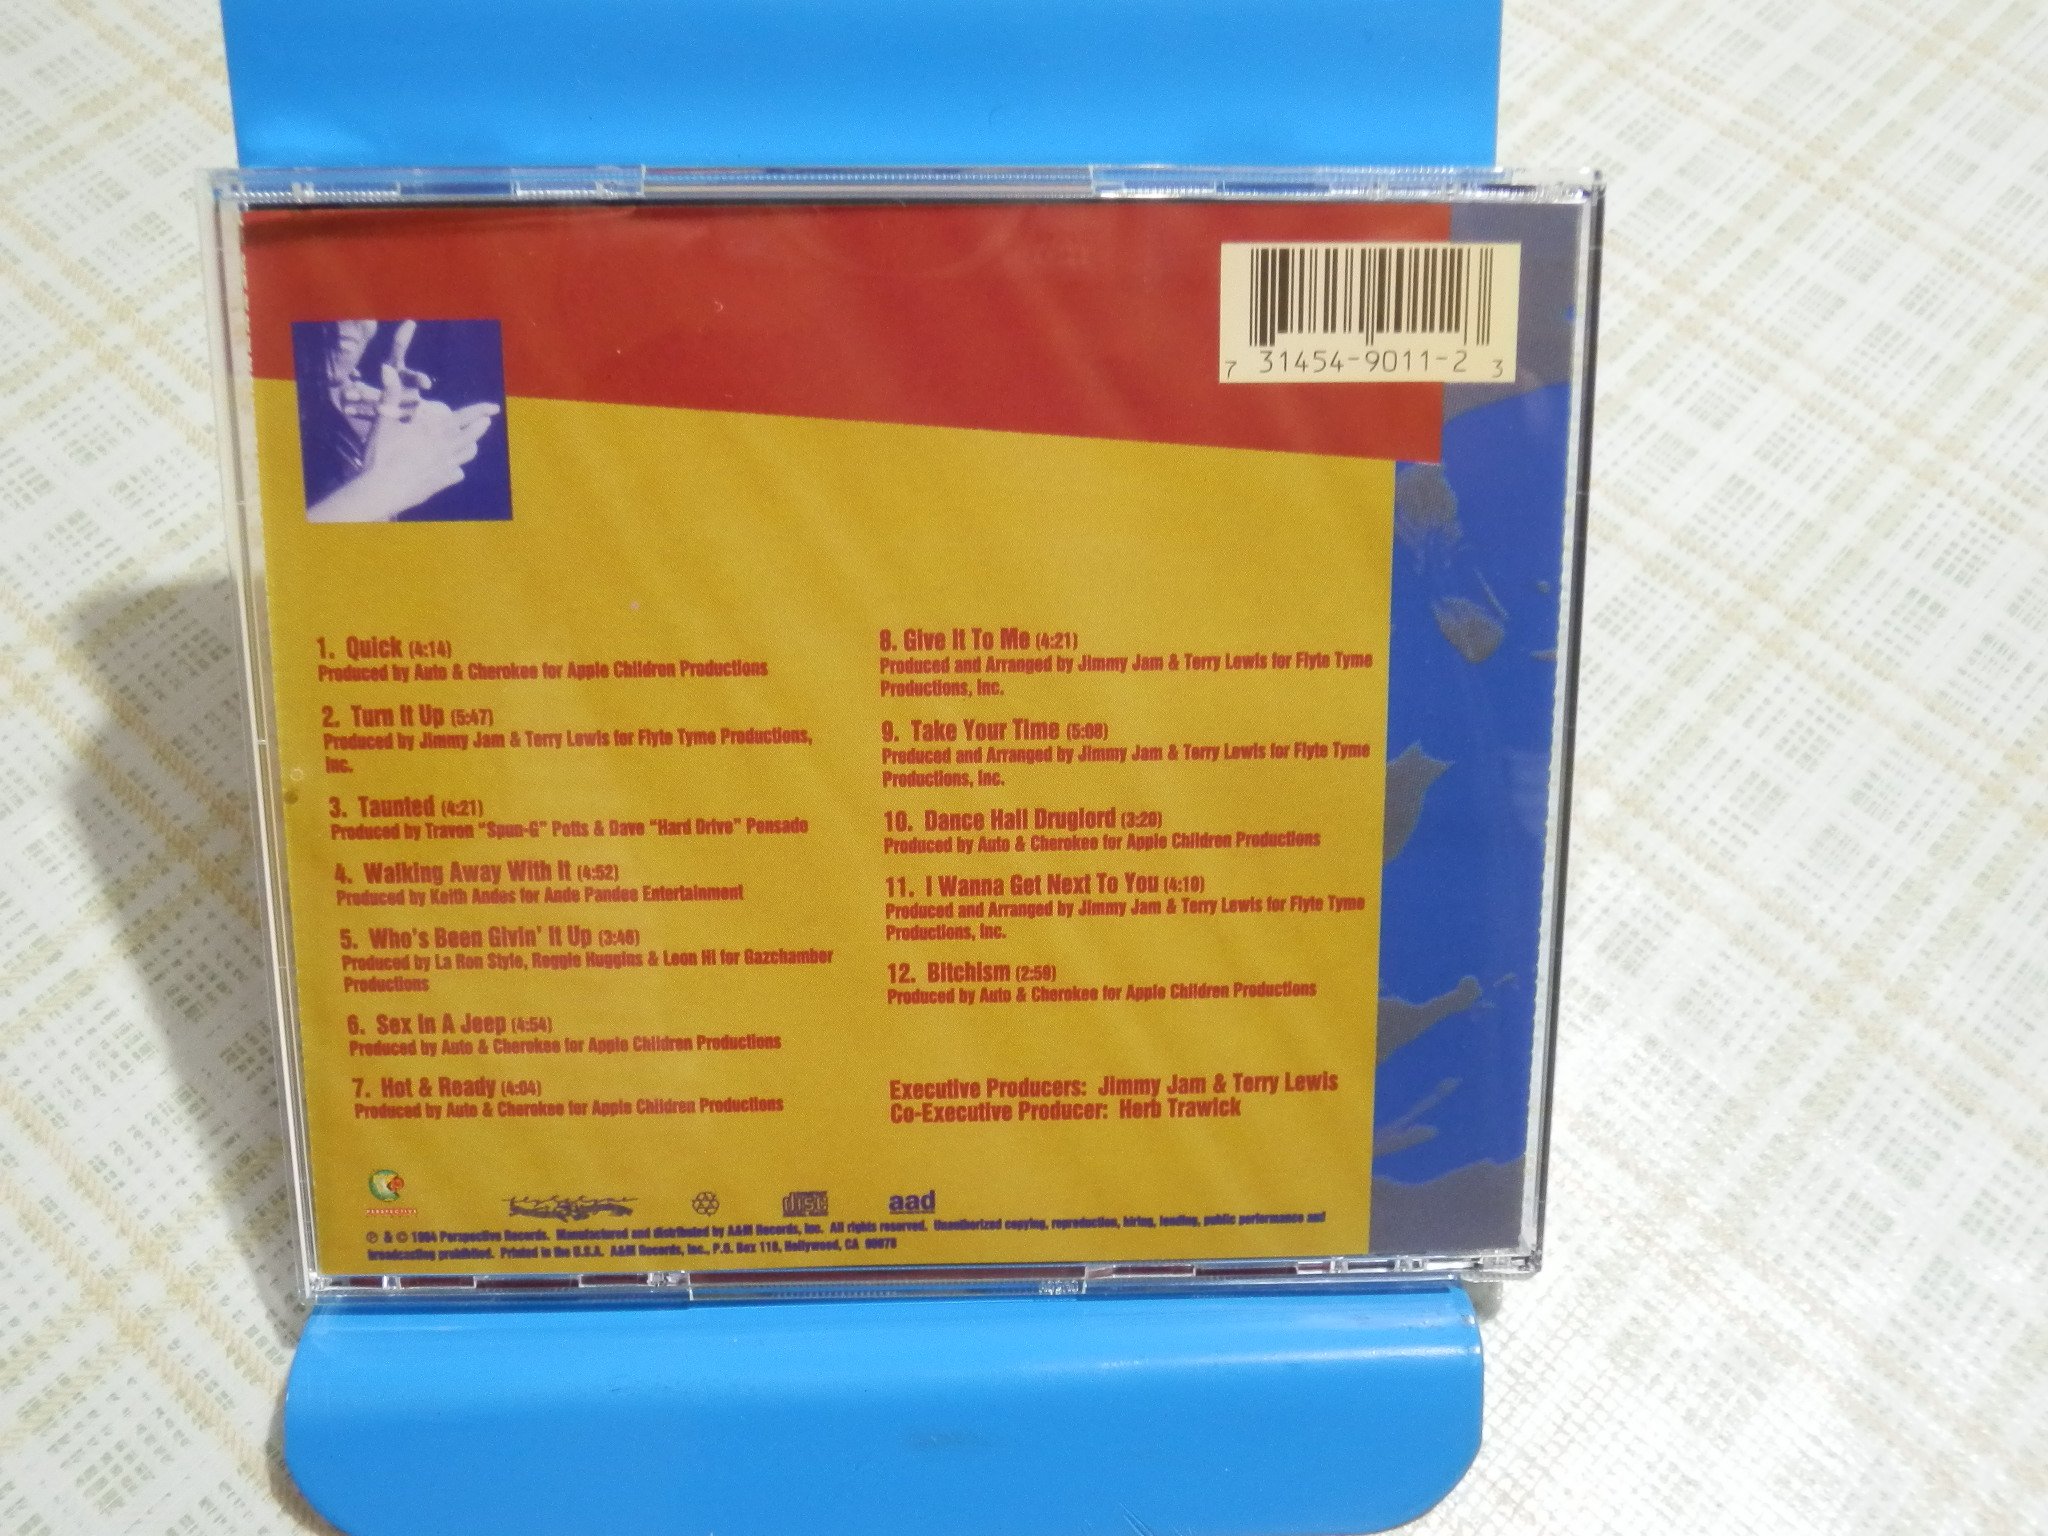 7 31454-9011-2 3
1. Quick (4:14)
Produced by Auto & Cherokee for Apple Children Productions
2. Turn It Up (5:47)
Produced by Jimmy Jam & Terry Lewis for Flyte Tyme Productions,
Inc.
3. Taunted (4:21)
Produced by Travon "Spun-G" Potts & Dave "Hard Drive" Pensado
4. Walking Away With It (4:52)
Produced by Keith Andes for Ande Pandee Entertainment
5. Who's Been Givin' It Up (3:46)
Produced by La Ron Style, Reggie Huggins & Leon Hi for Gazchamber
Productions
6. Sex In A Jeep (4:54)
Produced by Auto & Cherokee for Apple Children Productions
7. Hot & Ready (4:04)
Produced by Auto & Cherokee for Apple Children Productions
8. Give It To Me (4:21)
Produced and Arranged by Jimmy Jam & Terry Lewis for Flyte Tyme
Productions, Inc.
9. Take Your Time (5:08)
Produced and Arranged by Jimmy Jam & Terry Lewis for Flyte Tyme
Productions, Inc.
10. Dance Hall Druglord (3:20)
Produced by Auto & Cherokee for Apple Children Productions
11. I Wanna Get Next To You (4:10)
Produced and Arranged by Jimmy Jam & Terry Lewis for Flyte Tyme
Productions, Inc.
12. Bitchism (2:59)
Produced by Auto & Cherokee for Apple Children Productions
Executive Producers: Jimmy Jam & Terry Lewis
Co-Executive Producer: Herb Trawick
PERSPECTIVE
disc
aad
℗ & © 1994 Perspective Records. Manufactured and distributed by A&M Records, Inc. All rights reserved. Unauthorized copying, reproduction, hiring, lending, public performance and
broadcasting prohibited. Printed in the U.S.A. A&M Records, Inc., P.O. Box 118, Hollywood, CA 90078